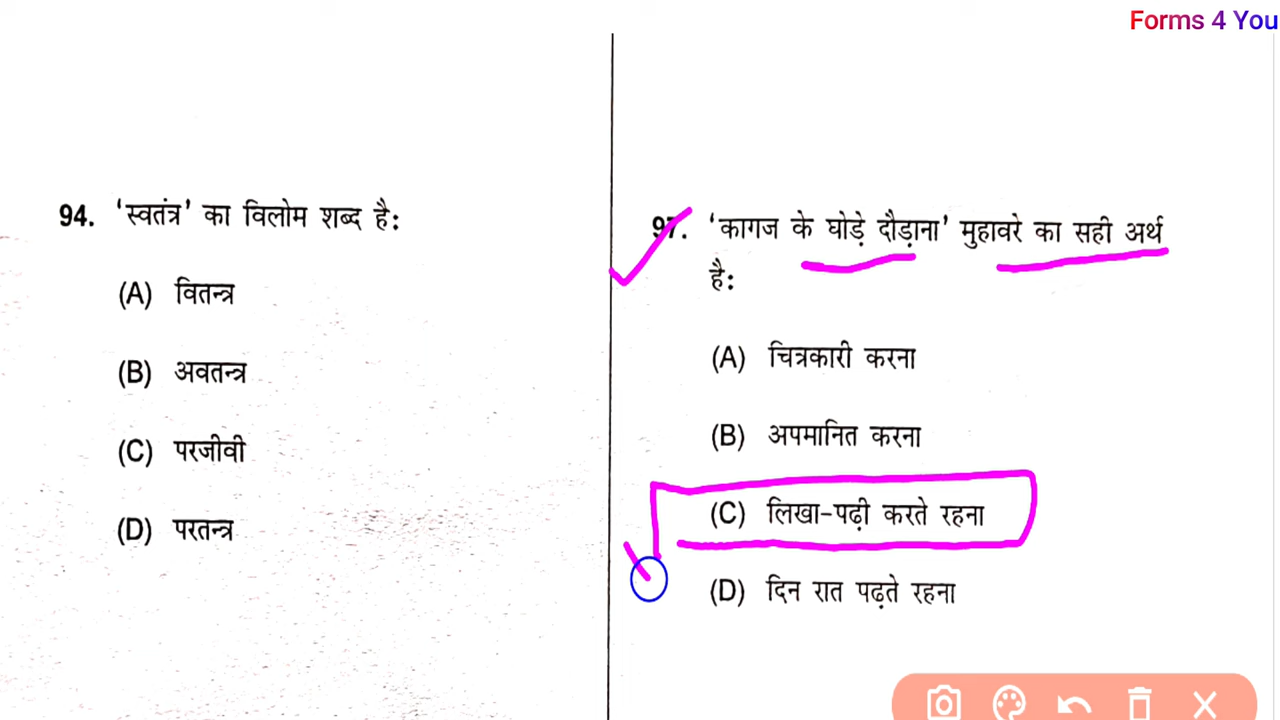 Forms 4 You
94. 'स्वतंत्र' का विलोम शब्द है:
(A) वितन्त्र
(B) अवतन्त्र
(C) परजीवी
(D) परतन्त्र
97. 'कागज के घोड़े दौड़ाना' मुहावरे का सही अर्थ
है:
(A) चित्रकारी करना
(B) अपमानित करना
(C) लिखा-पढ़ी करते रहना
(D) दिन रात पढ़ते रहना